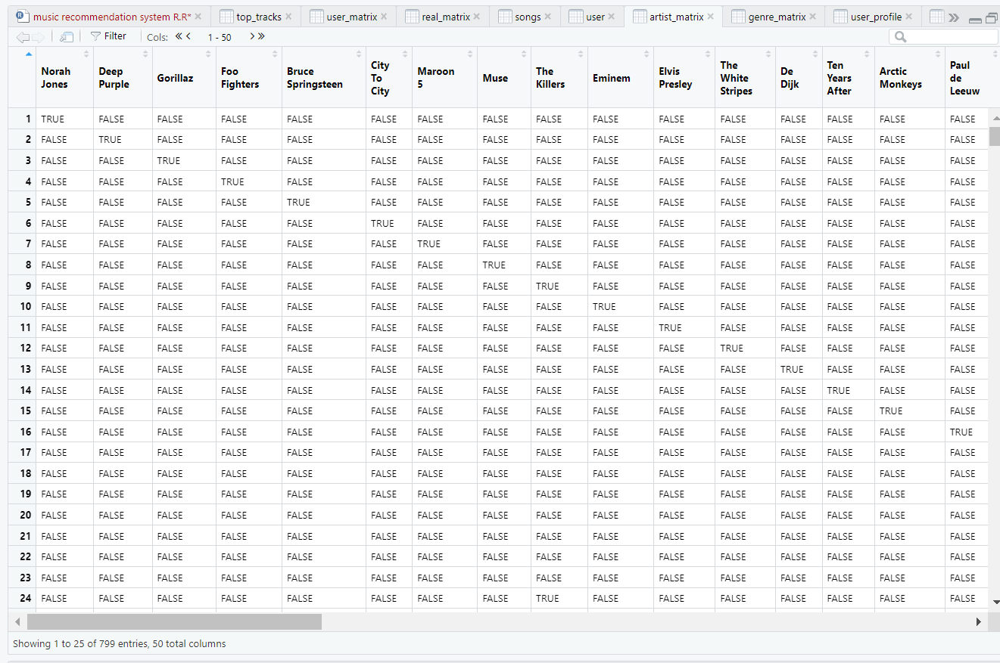 music recommendation system R.R* top_tracks user_matrix real_matrix songs user artist_matrix genre_matrix user_profile
Filter Cols: 1 - 50
Norah Jones Deep Purple Gorillaz Foo Fighters Bruce Springsteen City To City Maroon 5 Muse The Killers Eminem Elvis Presley The White Stripes De Dijk Ten Years After Arctic Monkeys Paul de Leeuw
1 TRUE FALSE FALSE FALSE FALSE FALSE FALSE FALSE FALSE FALSE FALSE FALSE FALSE FALSE FALSE FALSE
2 FALSE TRUE FALSE FALSE FALSE FALSE FALSE FALSE FALSE FALSE FALSE FALSE FALSE FALSE FALSE FALSE
3 FALSE FALSE TRUE FALSE FALSE FALSE FALSE FALSE FALSE FALSE FALSE FALSE FALSE FALSE FALSE FALSE
4 FALSE FALSE FALSE TRUE FALSE FALSE FALSE FALSE FALSE FALSE FALSE FALSE FALSE FALSE FALSE FALSE
5 FALSE FALSE FALSE FALSE TRUE FALSE FALSE FALSE FALSE FALSE FALSE FALSE FALSE FALSE FALSE FALSE
6 FALSE FALSE FALSE FALSE FALSE TRUE FALSE FALSE FALSE FALSE FALSE FALSE FALSE FALSE FALSE FALSE
7 FALSE FALSE FALSE FALSE FALSE FALSE TRUE FALSE FALSE FALSE FALSE FALSE FALSE FALSE FALSE FALSE
8 FALSE FALSE FALSE FALSE FALSE FALSE FALSE TRUE FALSE FALSE FALSE FALSE FALSE FALSE FALSE FALSE
9 FALSE FALSE FALSE FALSE FALSE FALSE FALSE FALSE TRUE FALSE FALSE FALSE FALSE FALSE FALSE FALSE
10 FALSE FALSE FALSE FALSE FALSE FALSE FALSE FALSE FALSE TRUE FALSE FALSE FALSE FALSE FALSE FALSE
11 FALSE FALSE FALSE FALSE FALSE FALSE FALSE FALSE FALSE FALSE TRUE FALSE FALSE FALSE FALSE FALSE
12 FALSE FALSE FALSE FALSE FALSE FALSE FALSE FALSE FALSE FALSE FALSE TRUE FALSE FALSE FALSE FALSE
13 FALSE FALSE FALSE FALSE FALSE FALSE FALSE FALSE FALSE FALSE FALSE FALSE TRUE FALSE FALSE FALSE
14 FALSE FALSE FALSE FALSE FALSE FALSE FALSE FALSE FALSE FALSE FALSE FALSE FALSE TRUE FALSE FALSE
15 FALSE FALSE FALSE FALSE FALSE FALSE FALSE FALSE FALSE FALSE FALSE FALSE FALSE FALSE TRUE FALSE
16 FALSE FALSE FALSE FALSE FALSE FALSE FALSE FALSE FALSE FALSE FALSE FALSE FALSE FALSE FALSE TRUE
17 FALSE FALSE FALSE FALSE FALSE FALSE FALSE FALSE FALSE FALSE FALSE FALSE FALSE FALSE FALSE FALSE
18 FALSE FALSE FALSE FALSE FALSE FALSE FALSE FALSE FALSE FALSE FALSE FALSE FALSE FALSE FALSE FALSE
19 FALSE FALSE FALSE FALSE FALSE FALSE FALSE FALSE FALSE FALSE FALSE FALSE FALSE FALSE FALSE FALSE
20 FALSE FALSE FALSE FALSE FALSE FALSE FALSE FALSE FALSE FALSE FALSE FALSE FALSE FALSE FALSE FALSE
21 FALSE FALSE FALSE FALSE FALSE FALSE FALSE FALSE FALSE FALSE FALSE FALSE FALSE FALSE FALSE FALSE
22 FALSE FALSE FALSE FALSE FALSE FALSE FALSE FALSE FALSE FALSE FALSE FALSE FALSE FALSE FALSE FALSE
23 FALSE FALSE FALSE FALSE FALSE FALSE FALSE FALSE FALSE FALSE FALSE FALSE FALSE FALSE FALSE FALSE
24 FALSE FALSE FALSE FALSE FALSE FALSE FALSE FALSE TRUE FALSE FALSE FALSE FALSE FALSE FALSE FALSE
Showing 1 to 25 of 799 entries, 50 total columns